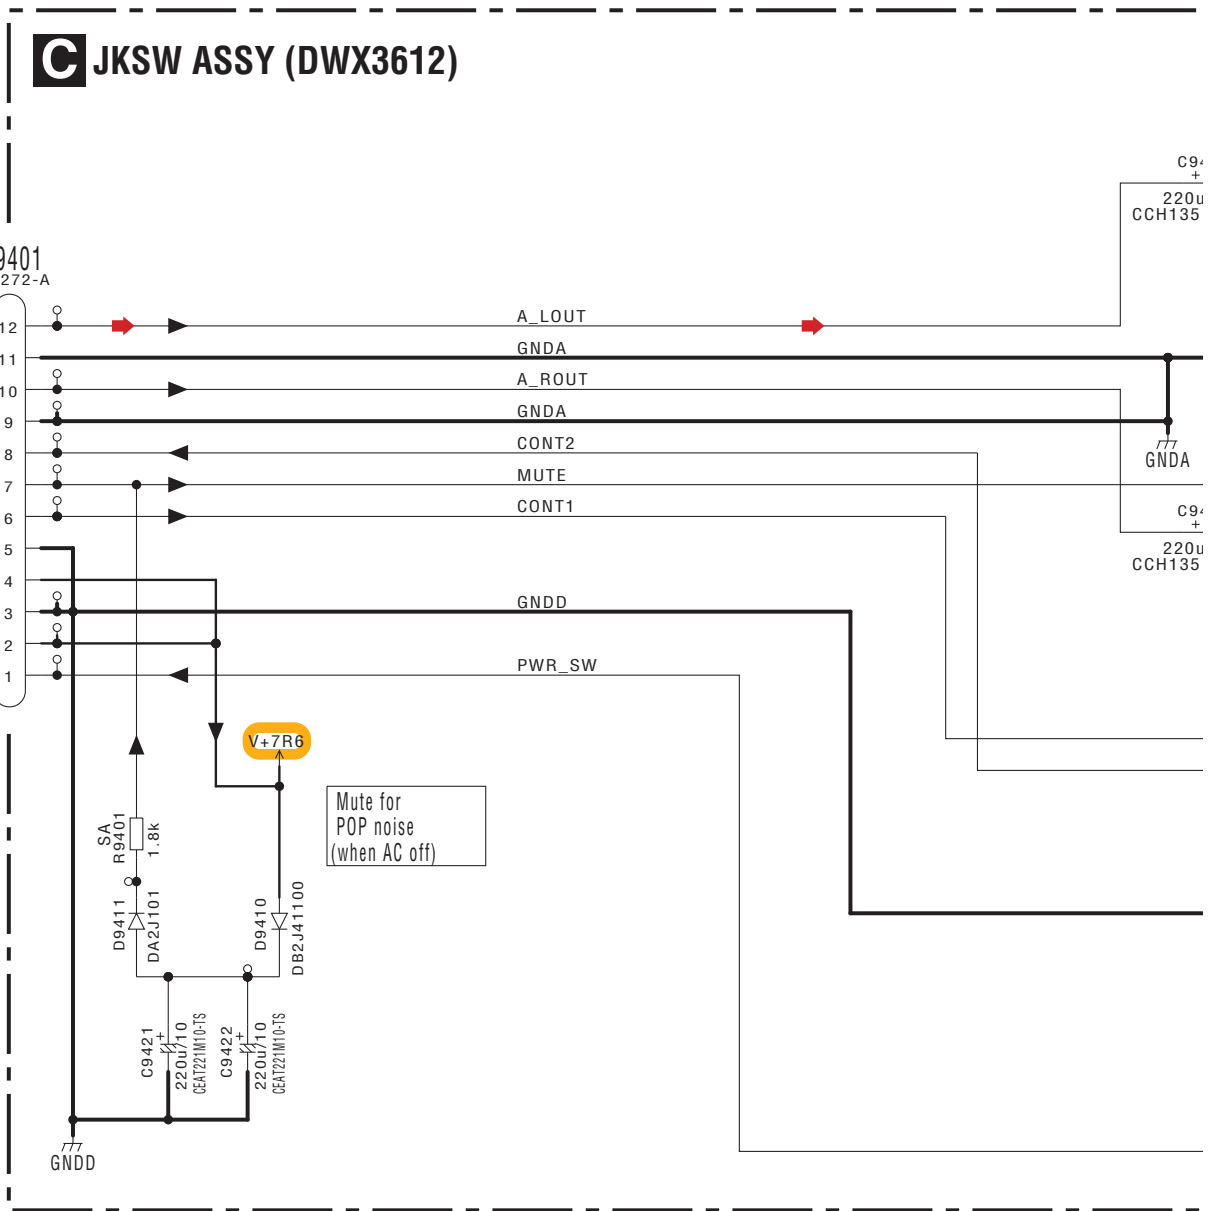 C JKSW ASSY (DWX3612)
220u
CCH135
9401
272-A
12
A_LOUT
11
GNDA
10
A_ROUT
9
GNDA
8
CONT2
GNDA
7
MUTE
6
CONT1
5
220u
CCH135
4
3
GNDD
2
1
PWR_SW
V+7R6
Mute for
POP noise
(when AC off)
SA
R9401
1.8k
D9411
DA2J101
D9410
DB2J41100
C9421
+
220u/10
CEAT221M10-TS
C9422
+
220u/10
CEAT221M10-TS
GNDD